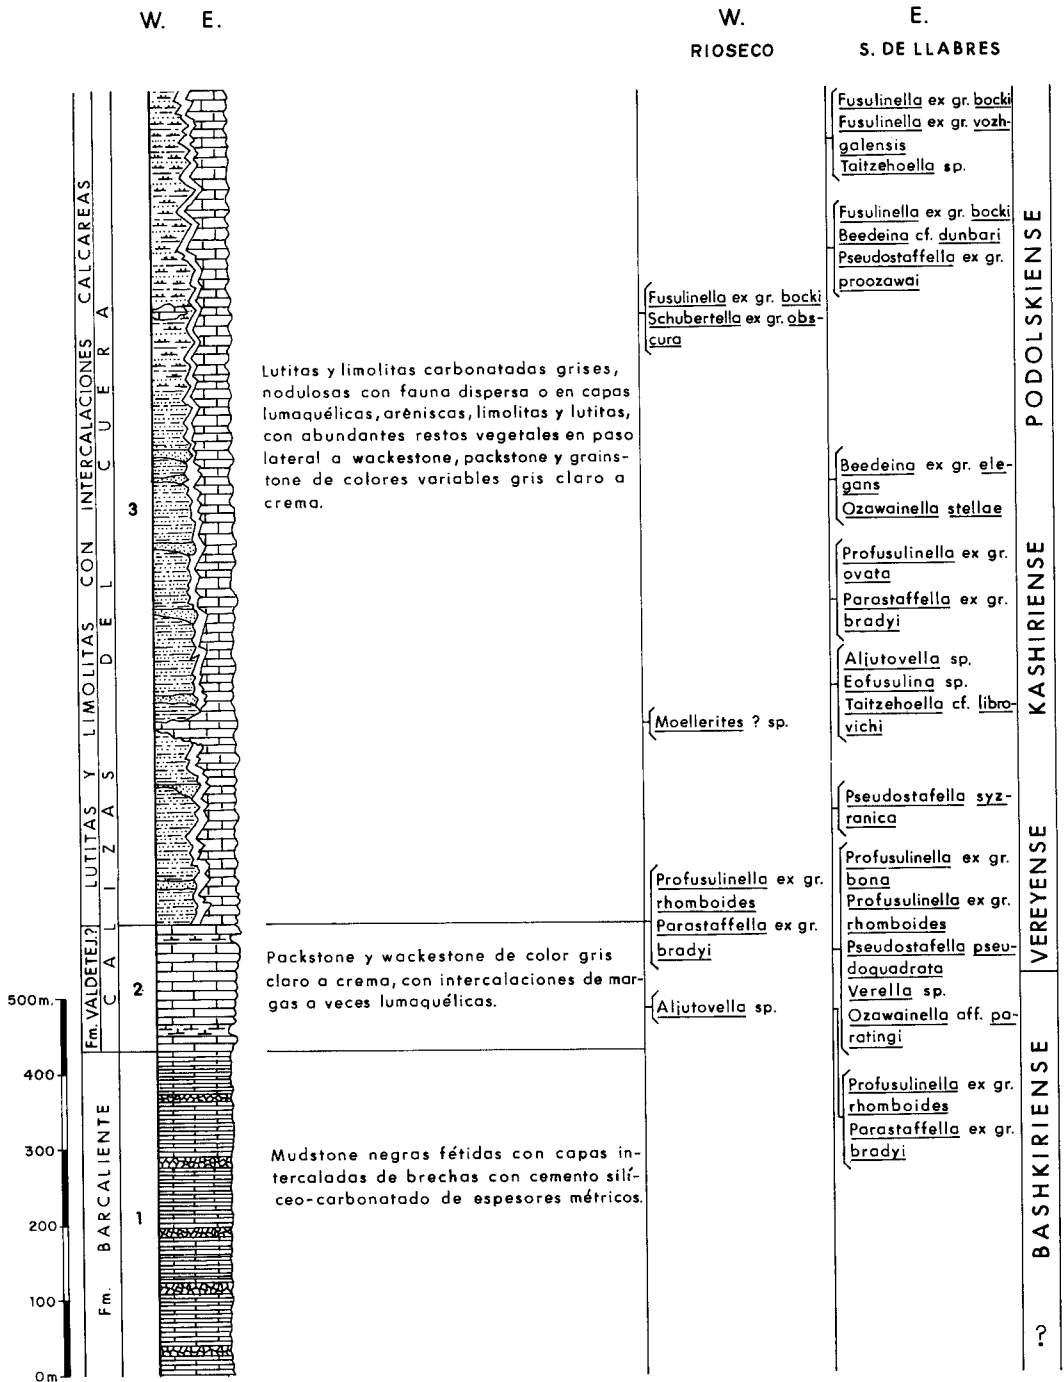 W. E.
W. E.
RIOSECO S. DE LLABRES
LUTITAS Y LIMOLITAS CON INTERCALACIONES CALCAREAS
CALIZAS DEL CUERA
Fm. VALDETEJ.?
Fm. BARCALIENTE
3
2
1
500m.
400
300
200
100
0m
Lutitas y limolitas carbonatadas grises,
nodulosas con fauna dispersa o en capas
lumaquélicas, areniscas, limolitas y lutitas,
con abundantes restos vegetales en paso
lateral a wackestone, packstone y grains-
tone de colores variables gris claro a
crema.
Packstone y wackestone de color gris
claro a crema, con intercalaciones de mar-
gas a veces lumaquélicas.
Mudstone negras fétidas con capas in-
tercaladas de brechas con cemento silí-
ceo-carbonatado de espesores métricos.
Fusulinella ex gr. bocki
Schubertella ex gr. obs-
cura
Moellerites ? sp.
Profusulinella ex gr.
rhomboides
Parastaffella ex gr.
bradyi
Aljutovella sp.
Fusulinella ex gr. bocki
Fusulinella ex gr. vozh-
galensis
Taitzehoella sp.
Fusulinella ex gr. bocki
Beedeina cf. dunbari
Pseudostaffella ex gr.
proozawai
Beedeina ex gr. ele-
gans
Ozawainella stellae
Profusulinella ex gr.
ovata
Parastaffella ex gr.
bradyi
Aljutovella sp.
Eofusulina sp.
Taitzehoella cf. libro-
vichi
Pseudostafella syz-
ranica
Profusulinella ex gr.
bona
Profusulinella ex gr.
rhomboides
Pseudostafella pseu-
doquadrata
Verella sp.
Ozawainella aff. pa-
ratingi
Profusulinella ex gr.
rhomboides
Parastaffella ex gr.
bradyi
PODOLSKIENSE
KASHIRIENSE
VEREYENSE
BASHKIRIENSE
?